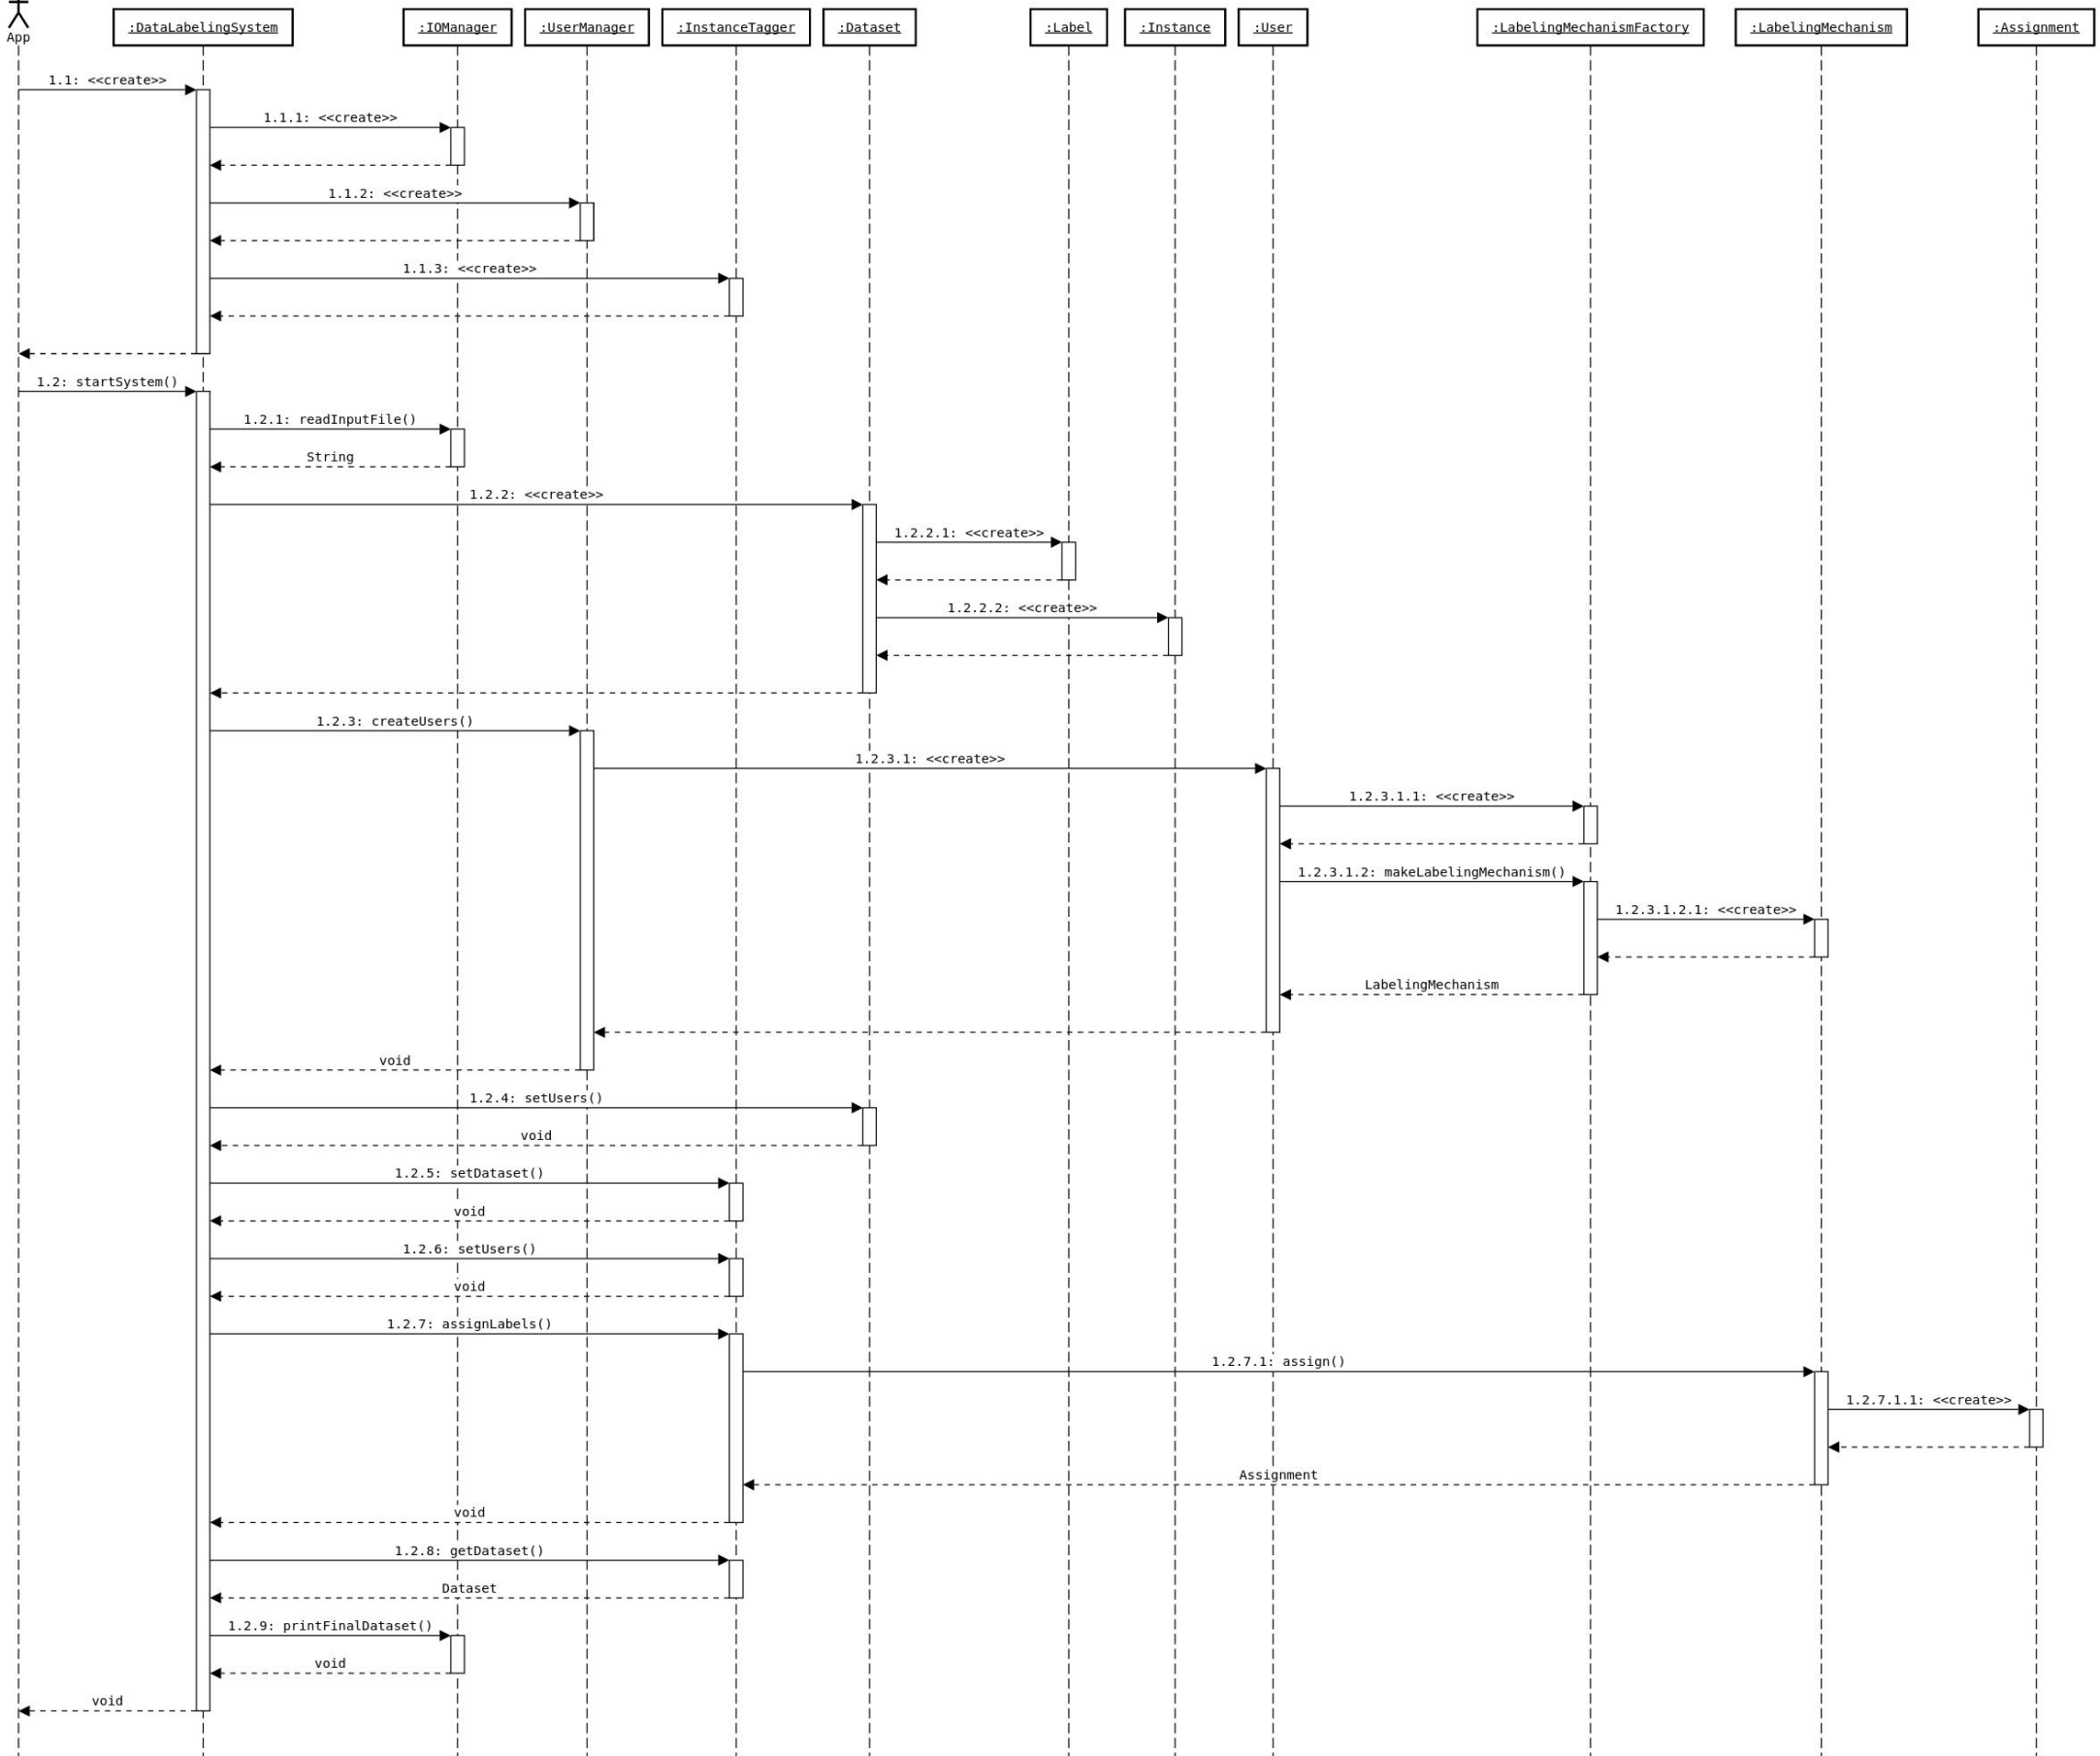 App
:DataLabelingSystem
:IOManager
:UserManager
:InstanceTagger
:Dataset
:Label
:Instance
:User
:LabelingMechanismFactory
:LabelingMechanism
:Assignment
1.1: <<create>>
1.1.1: <<create>>
1.1.2: <<create>>
1.1.3: <<create>>
1.2: startSystem()
1.2.1: readInputFile()
String
1.2.2: <<create>>
1.2.2.1: <<create>>
1.2.2.2: <<create>>
1.2.3: createUsers()
1.2.3.1: <<create>>
1.2.3.1.1: <<create>>
1.2.3.1.2: makeLabelingMechanism()
1.2.3.1.2.1: <<create>>
LabelingMechanism
void
1.2.4: setUsers()
void
1.2.5: setDataset()
void
1.2.6: setUsers()
void
1.2.7: assignLabels()
1.2.7.1: assign()
1.2.7.1.1: <<create>>
Assignment
void
1.2.8: getDataset()
Dataset
1.2.9: printFinalDataset()
void
void